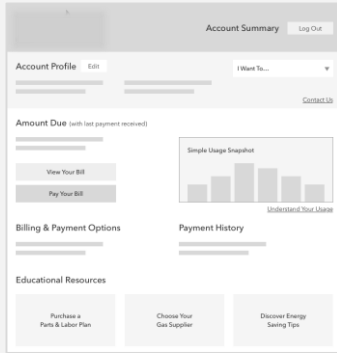 Account Summary
Log Out
Account Profile
Edit
I Want To...
Contact Us
Amount Due (with last payment received)
View Your Bill
Pay Your Bill
Simple Usage Snapshot
Understand Your Usage
Billing & Payment Options
Payment History
Educational Resources
Purchase a
Parts & Labor Plan
Choose Your
Gas Supplier
Discover Energy
Saving Tips